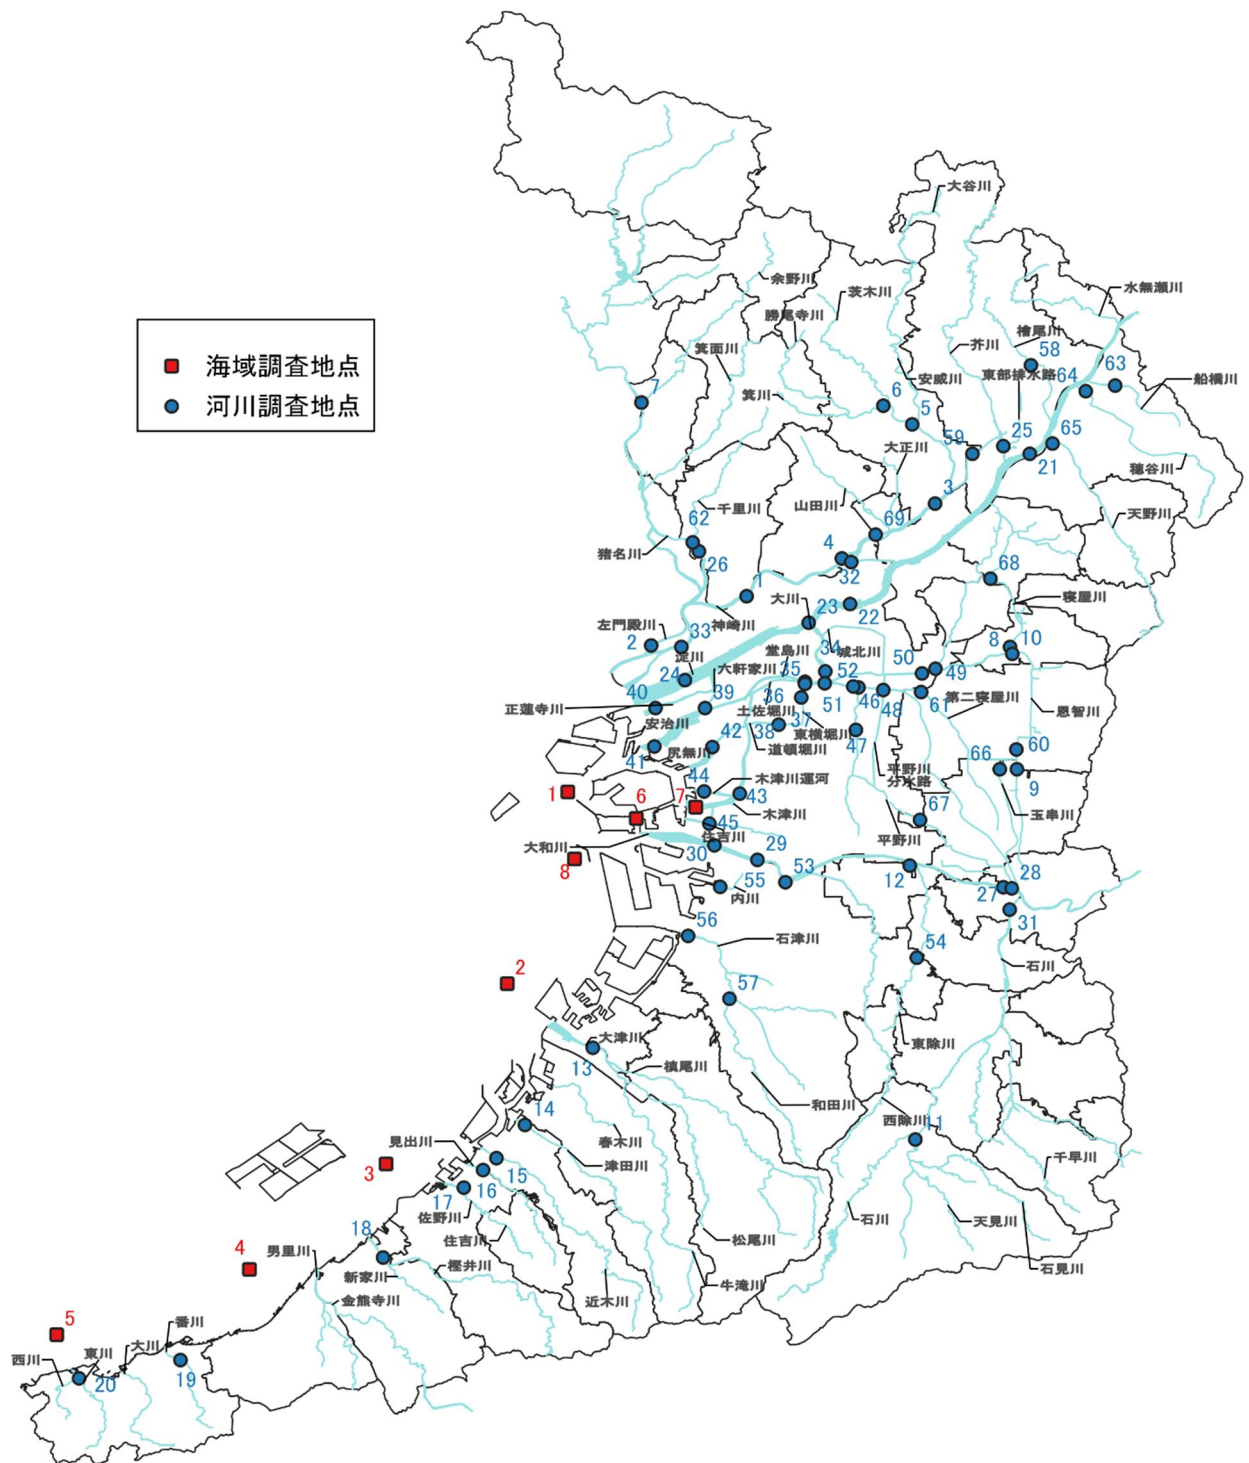 大谷川
余野川
茨木川
水無瀬川
勝尾寺川
檜尾川
箕面川
芥川
58
海域調査地点
東部排水路
64
63
安威川
船橋川
7
箕川
6
河川調査地点
5
25
65
59
大正川
21
穂谷川
3
千里川
山田川
天野川
62
69
猪名川
4
26
32
68
1
寝屋川
大川
23
22
左門殿川
33
神崎川
2
34
城北川
8
10
淀川
堂島川
50
六軒家川
35
52
49
24
40
39
36
51
46
48
61
第二寝屋川
正蓮寺川
土佐堀川
恩智川
安治川
37
38
東横堀川
42
47
道頓堀川
尻無川
60
41
66
平野川
分水路
44
木津川運河
1
6
7
43
9
木津川
玉串川
67
45
住吉川
平野川
29
大和川
30
8
53
12
28
55
27
内川
31
56
石津川
54
石川
2
57
大津川
東除川
13
槙尾川
和田川
14
西除川
11
見出川
春木川
3
15
津田川
千早川
16
17
佐野川
石川
天見川
18
住吉川
松尾川
4
男里川
樫井川
石見川
新家川
牛滝川
金熊寺川
近木川
5
番川
大川
東川
西川
19
20